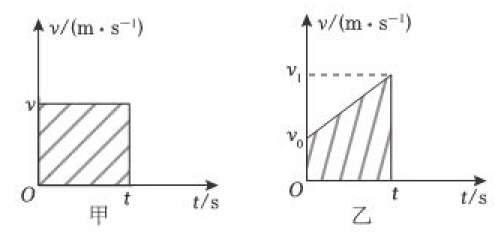 v/(m·s⁻¹)
v
O
t
t/s
甲
v/(m·s⁻¹)
v₁
v₀
O
t
t/s
乙